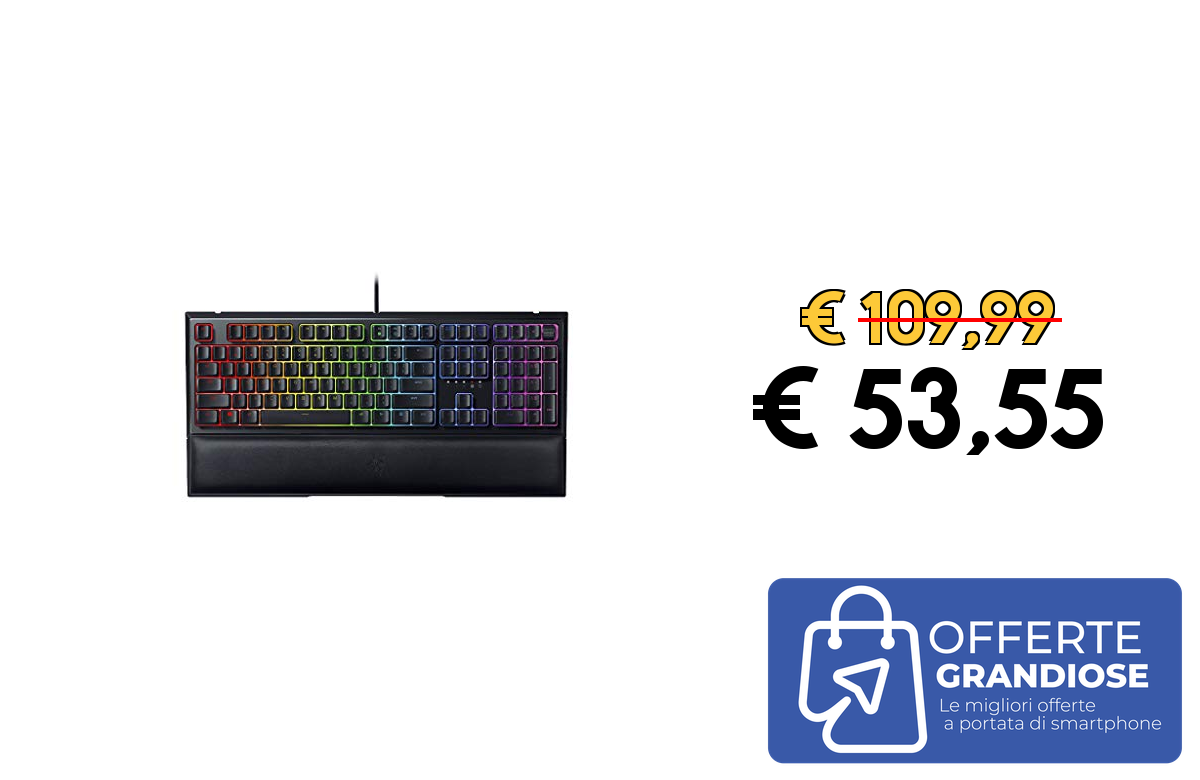 € 109,99
€ 53,55
OFFERTE
GRANDIOSE
Le migliori offerte
a portata di smartphone